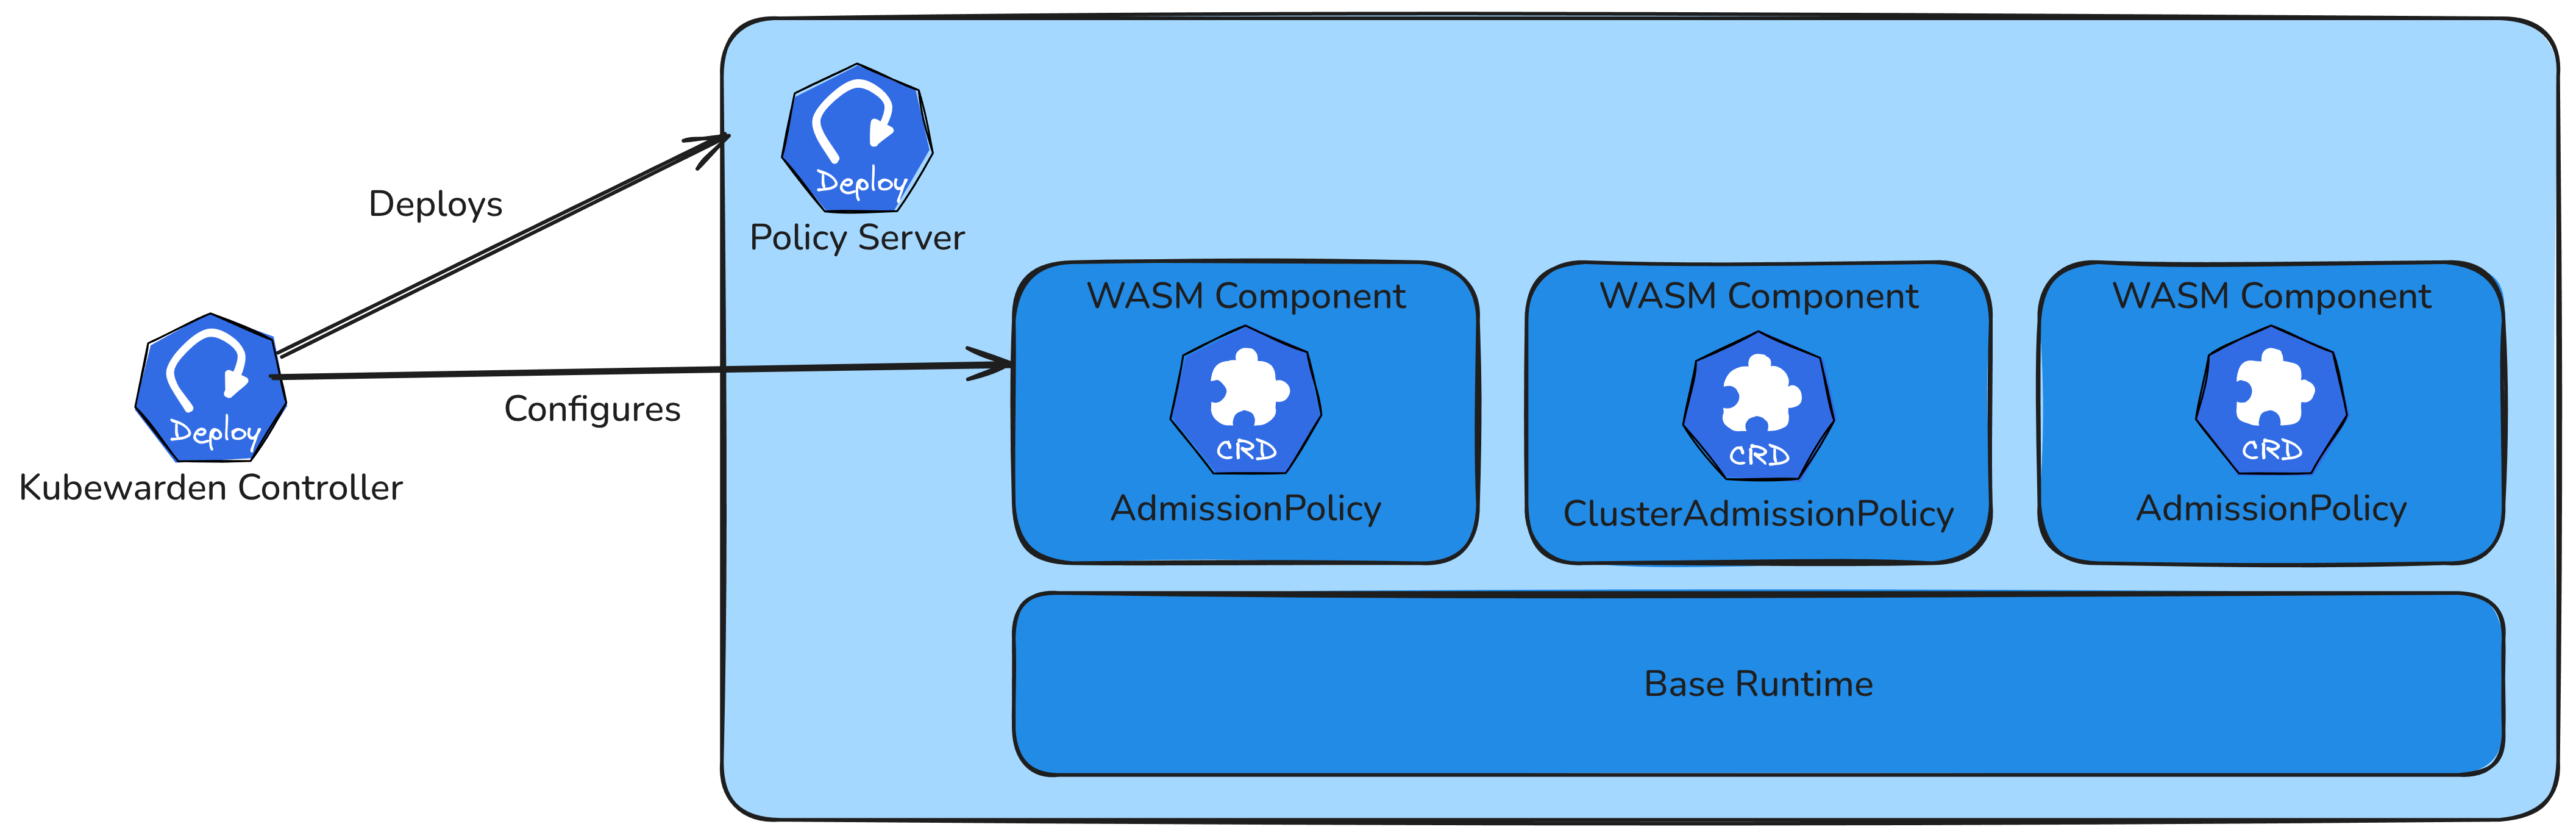 Deploy
Policy Server
Deploys
WASM Component
CRD
AdmissionPolicy
WASM Component
CRD
ClusterAdmissionPolicy
WASM Component
CRD
AdmissionPolicy
Deploy
Kubewarden Controller
Configures
Base Runtime